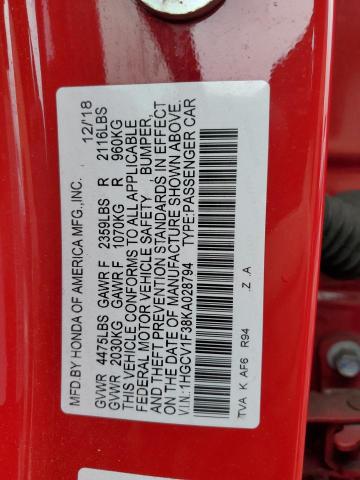 MFD.BY HONDA OF AMERICA MFG.,INC. 12/'18
GVWR 4475LBS GAWR F 2359LBS R 2116LBS
GVWR 2030KG GAWR F 1070KG R 960KG
THIS VEHICLE CONFORMS TO ALL APPLICABLE
FEDERAL MOTOR VEHICLE SAFETY , BUMPER,
AND THEFT PREVENTION STANDARDS IN EFFECT
ON THE DATE OF MANUFACTURE SHOWN ABOVE.
V.I.N.:1HGCV1F38KA028794 TYPE:PASSENGER CAR
TVA K AF6 R94 .Z .A